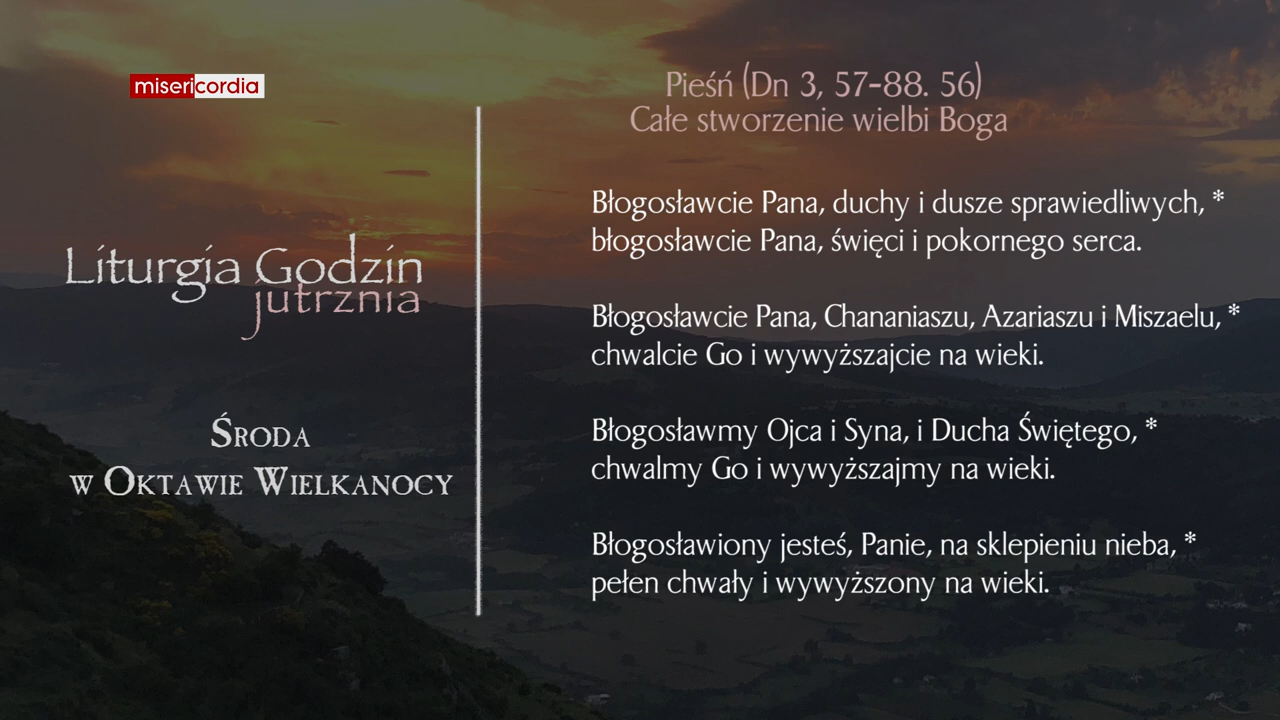 misericordia
Liturgia Godzin
jutrznia
Środa
w Oktawie Wielkanocy
Pieśń (Dn 3, 57-88. 56)
Całe stworzenie wielbi Boga
Błogosławcie Pana, duchy i dusze sprawiedliwych, *
błogosławcie Pana, święci i pokornego serca.
Błogosławcie Pana, Chananiaszu, Azariaszu i Miszaelu, *
chwalcie Go i wywyższajcie na wieki.
Błogosławmy Ojca i Syna, i Ducha Świętego, *
chwalmy Go i wywyższajmy na wieki.
Błogosławiony jesteś, Panie, na sklepieniu nieba, *
pełen chwały i wywyższony na wieki.